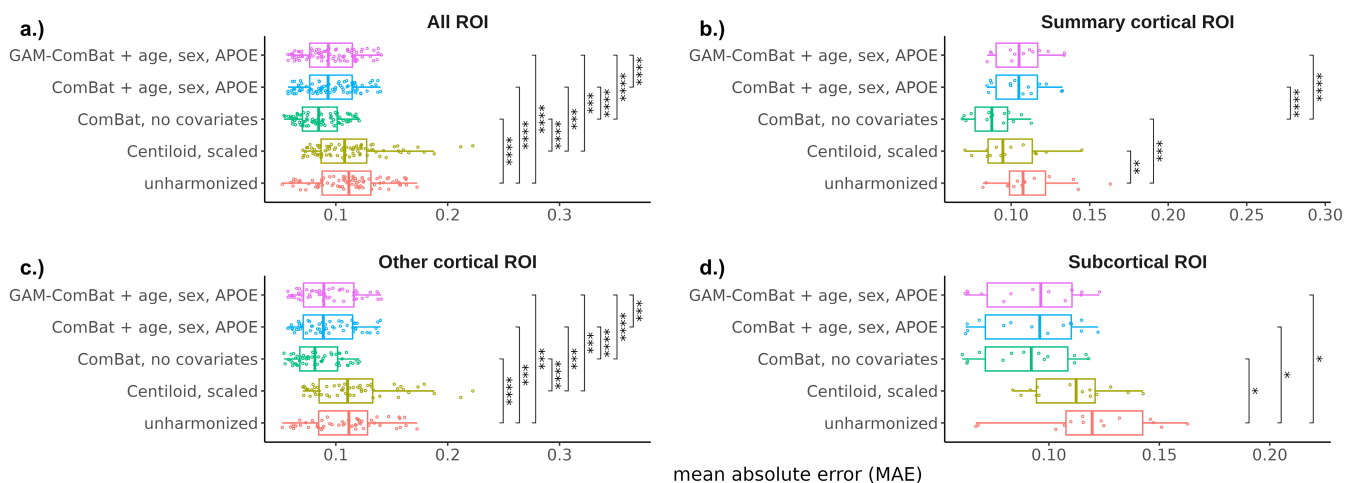 a.)
All ROI
GAM-ComBat + age, sex, APOE
ComBat + age, sex, APOE
ComBat, no covariates
Centiloid, scaled
unharmonized
**** **** **** **** *** *** **** **** ****
0.1 0.2 0.3
b.)
Summary cortical ROI
GAM-ComBat + age, sex, APOE
ComBat + age, sex, APOE
ComBat, no covariates
Centiloid, scaled
unharmonized
** *** **** ****
0.10 0.15 0.20 0.25 0.30
c.)
Other cortical ROI
GAM-ComBat + age, sex, APOE
ComBat + age, sex, APOE
ComBat, no covariates
Centiloid, scaled
unharmonized
**** *** *** **** *** *** **** **** ***
0.1 0.2 0.3
d.)
Subcortical ROI
GAM-ComBat + age, sex, APOE
ComBat + age, sex, APOE
ComBat, no covariates
Centiloid, scaled
unharmonized
* * *
0.10 0.15 0.20
mean absolute error (MAE)